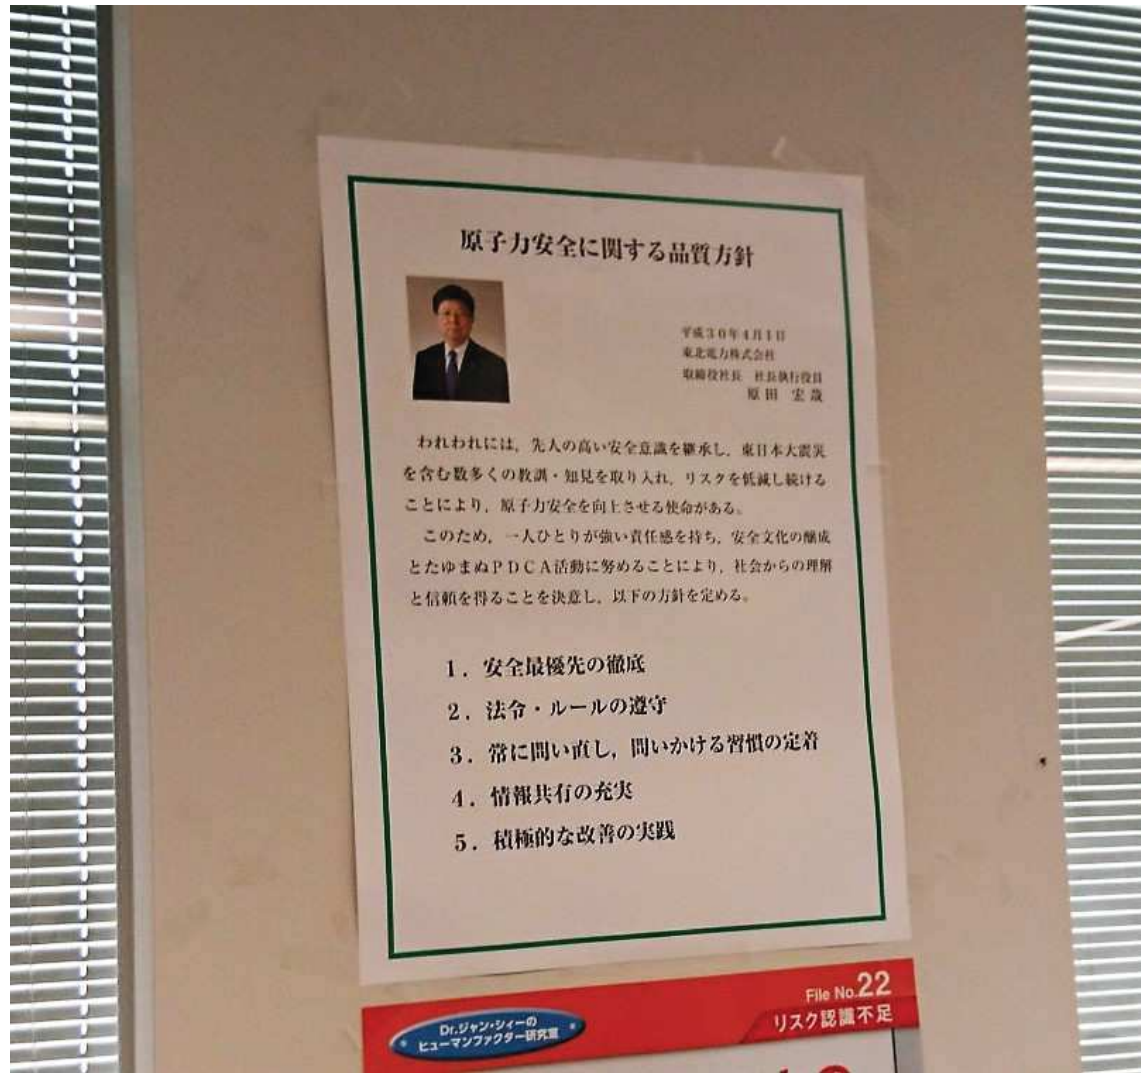 原子力安全に関する品質方針
平成30年4月1日
東北電力株式会社
取締役社長 社長執行役員
原田 宏哉
われわれには，先人の高い安全意識を継承し，東日本大震災
を含む数多くの教訓・知見を取り入れ，リスクを低減し続ける
ことにより，原子力安全を向上させる使命がある。
このため，一人ひとりが強い責任感を持ち，安全文化の醸成
とたゆまぬPDCA活動に努めることにより，社会からの理解
と信頼を得ることを決意し，以下の方針を定める。
1．安全最優先の徹底
2．法令・ルールの遵守
3．常に問い直し，問いかける習慣の定着
4．情報共有の充実
5．積極的な改善の実践
File No.22
リスク認識不足
Dr.ジャン・シィーの
ヒューマンファクター研究室